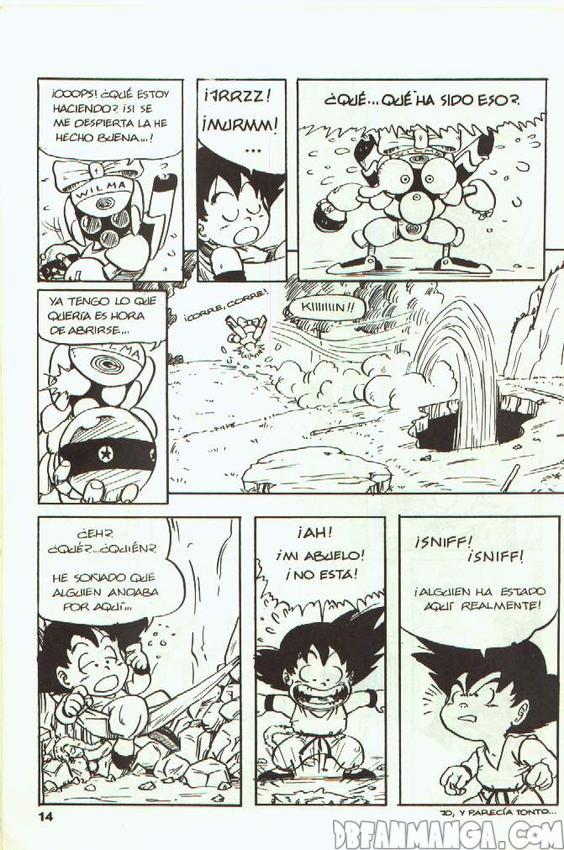 ¡OOOPS! ¿QUÉ ESTOY
HACIENDO? ¡SI SE
ME DESPIERTA LA HE
HECHO BUENA...!
WILMA
¡JRRZZ!
¡MURMM!
...
¿QUÉ... QUÉ HA SIDO ESO?
YA TENGO LO QUE
QUERÍA ES HORA
DE ABRIRSE...
WILMA
¡CORRE, CORRE!
KIIIIIIIN!!
¿EH?
¿QUÉ?...¿QUIÉN?
HE SOÑADO QUE
ALGUIEN ANDABA
POR AQUÍ...
¡AH!
¡MI ABUELO!
¡NO ESTÁ!
¡SNIFF!
¡SNIFF!
¡ALGUIEN HA ESTADO
AQUÍ REALMENTE!
14
JO, Y PARECÍA TONTO...
DBFANMANGA.COM